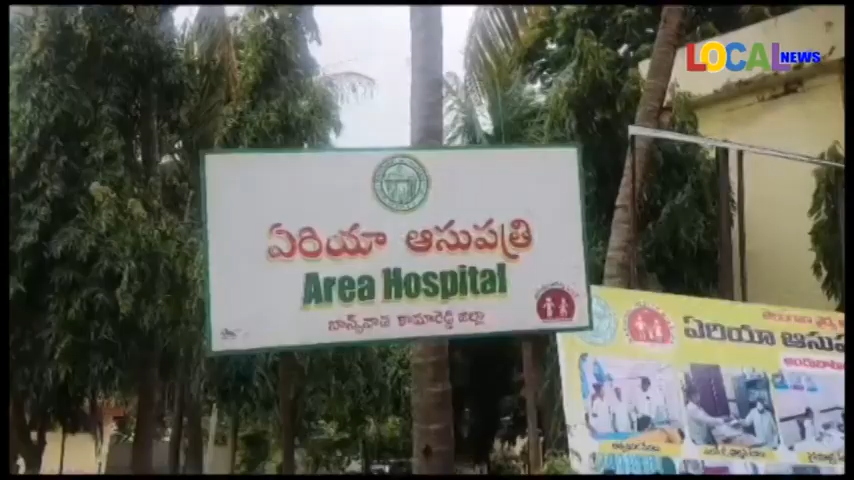 LOCAL NEWS
ఏరియా ఆసుపత్రి
Area Hospital
బాన్సువాడ కామారెడ్డి జిల్లా
తెలంగాణ వైద్య
ఏరియా ఆసుప